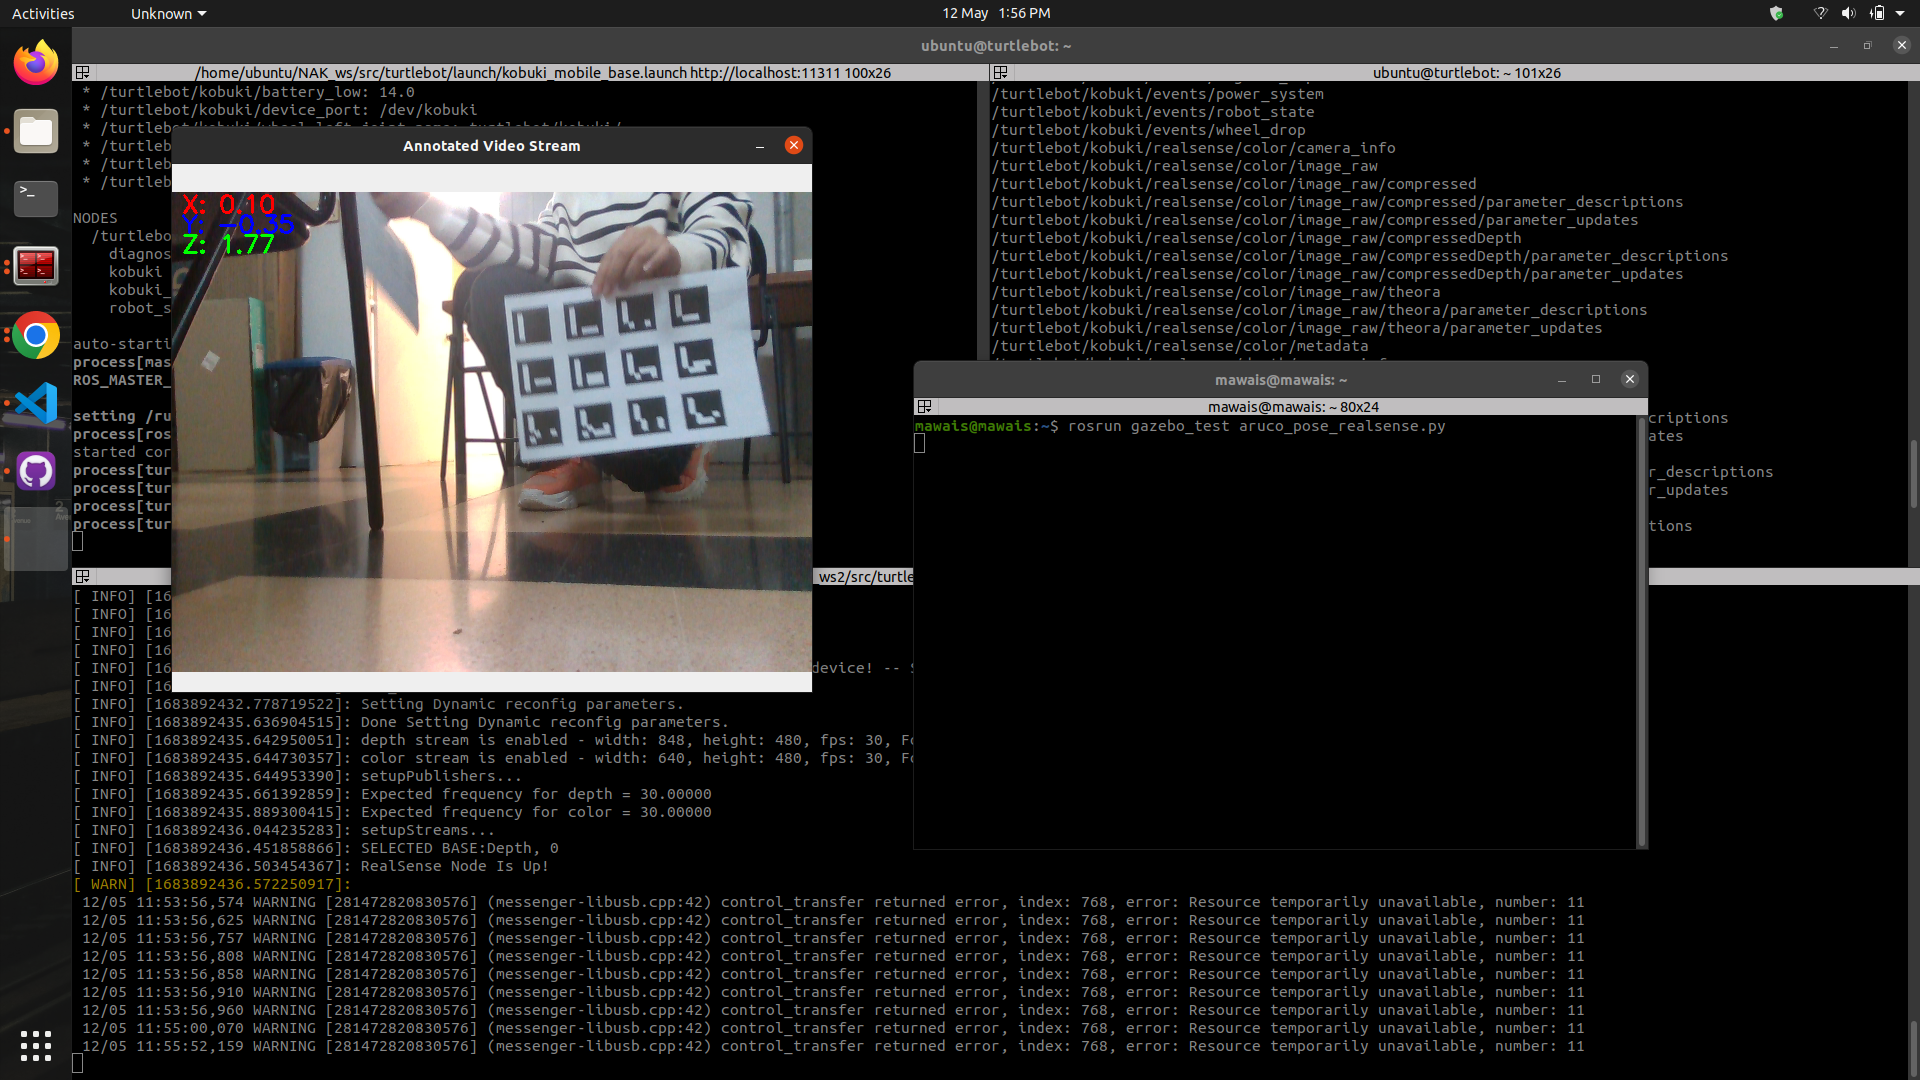 Activities
Unknown
12 May 1:56 PM
ubuntu@turtlebot: ~
/home/ubuntu/NAK_ws/src/turtlebot/launch/kobuki_mobile_base.launch http://localhost:11311 100x26
* /turtlebot/kobuki/battery_low: 14.0
* /turtlebot/kobuki/device_port: /dev/kobuki
* /turtleb
* /turtleb
* /turtleb
* /turtleb
NODES
/turtlebo
diagnos
kobuki
kobuki_
robot_s
auto-starti
process[mas
ROS_MASTER_
setting /ru
process[ros
started cor
process[tur
process[tur
process[tur
process[tur
Annotated Video Stream
X: 0.10
Y: -0.35
Z: 1.77
ubuntu@turtlebot: ~ 101x26
/turtlebot/kobuki/events/power_system
/turtlebot/kobuki/events/robot_state
/turtlebot/kobuki/events/wheel_drop
/turtlebot/kobuki/realsense/color/camera_info
/turtlebot/kobuki/realsense/color/image_raw
/turtlebot/kobuki/realsense/color/image_raw/compressed
/turtlebot/kobuki/realsense/color/image_raw/compressed/parameter_descriptions
/turtlebot/kobuki/realsense/color/image_raw/compressed/parameter_updates
/turtlebot/kobuki/realsense/color/image_raw/compressedDepth
/turtlebot/kobuki/realsense/color/image_raw/compressedDepth/parameter_descriptions
/turtlebot/kobuki/realsense/color/image_raw/compressedDepth/parameter_updates
/turtlebot/kobuki/realsense/color/image_raw/theora
/turtlebot/kobuki/realsense/color/image_raw/theora/parameter_descriptions
/turtlebot/kobuki/realsense/color/image_raw/theora/parameter_updates
/turtlebot/kobuki/realsense/color/metadata
criptions
ates
r_descriptions
r_updates
tions
mawais@mawais: ~
mawais@mawais: ~ 80x24
mawais@mawais:~$ rosrun gazebo_test aruco_pose_realsense.py
_ws2/src/turtle
[ INFO] [16
[ INFO] [16
[ INFO] [16
[ INFO] [16
[ INFO] [16 device! -- S
[ INFO] [16
[ INFO] [1683892432.778719522]: Setting Dynamic reconfig parameters.
[ INFO] [1683892435.636904515]: Done Setting Dynamic reconfig parameters.
[ INFO] [1683892435.642950051]: depth stream is enabled - width: 848, height: 480, fps: 30, Fo
[ INFO] [1683892435.644730357]: color stream is enabled - width: 640, height: 480, fps: 30, Fo
[ INFO] [1683892435.644953390]: setupPublishers...
[ INFO] [1683892435.661392859]: Expected frequency for depth = 30.00000
[ INFO] [1683892435.889300415]: Expected frequency for color = 30.00000
[ INFO] [1683892436.044235283]: setupStreams...
[ INFO] [1683892436.451858866]: SELECTED BASE:Depth, 0
[ INFO] [1683892436.503454367]: RealSense Node Is Up!
[ WARN] [1683892436.572250917]:
12/05 11:53:56,574 WARNING [281472820830576] (messenger-libusb.cpp:42) control_transfer returned error, index: 768, error: Resource temporarily unavailable, number: 11
12/05 11:53:56,625 WARNING [281472820830576] (messenger-libusb.cpp:42) control_transfer returned error, index: 768, error: Resource temporarily unavailable, number: 11
12/05 11:53:56,757 WARNING [281472820830576] (messenger-libusb.cpp:42) control_transfer returned error, index: 768, error: Resource temporarily unavailable, number: 11
12/05 11:53:56,808 WARNING [281472820830576] (messenger-libusb.cpp:42) control_transfer returned error, index: 768, error: Resource temporarily unavailable, number: 11
12/05 11:53:56,858 WARNING [281472820830576] (messenger-libusb.cpp:42) control_transfer returned error, index: 768, error: Resource temporarily unavailable, number: 11
12/05 11:53:56,910 WARNING [281472820830576] (messenger-libusb.cpp:42) control_transfer returned error, index: 768, error: Resource temporarily unavailable, number: 11
12/05 11:53:56,960 WARNING [281472820830576] (messenger-libusb.cpp:42) control_transfer returned error, index: 768, error: Resource temporarily unavailable, number: 11
12/05 11:55:00,070 WARNING [281472820830576] (messenger-libusb.cpp:42) control_transfer returned error, index: 768, error: Resource temporarily unavailable, number: 11
12/05 11:55:52,159 WARNING [281472820830576] (messenger-libusb.cpp:42) control_transfer returned error, index: 768, error: Resource temporarily unavailable, number: 11